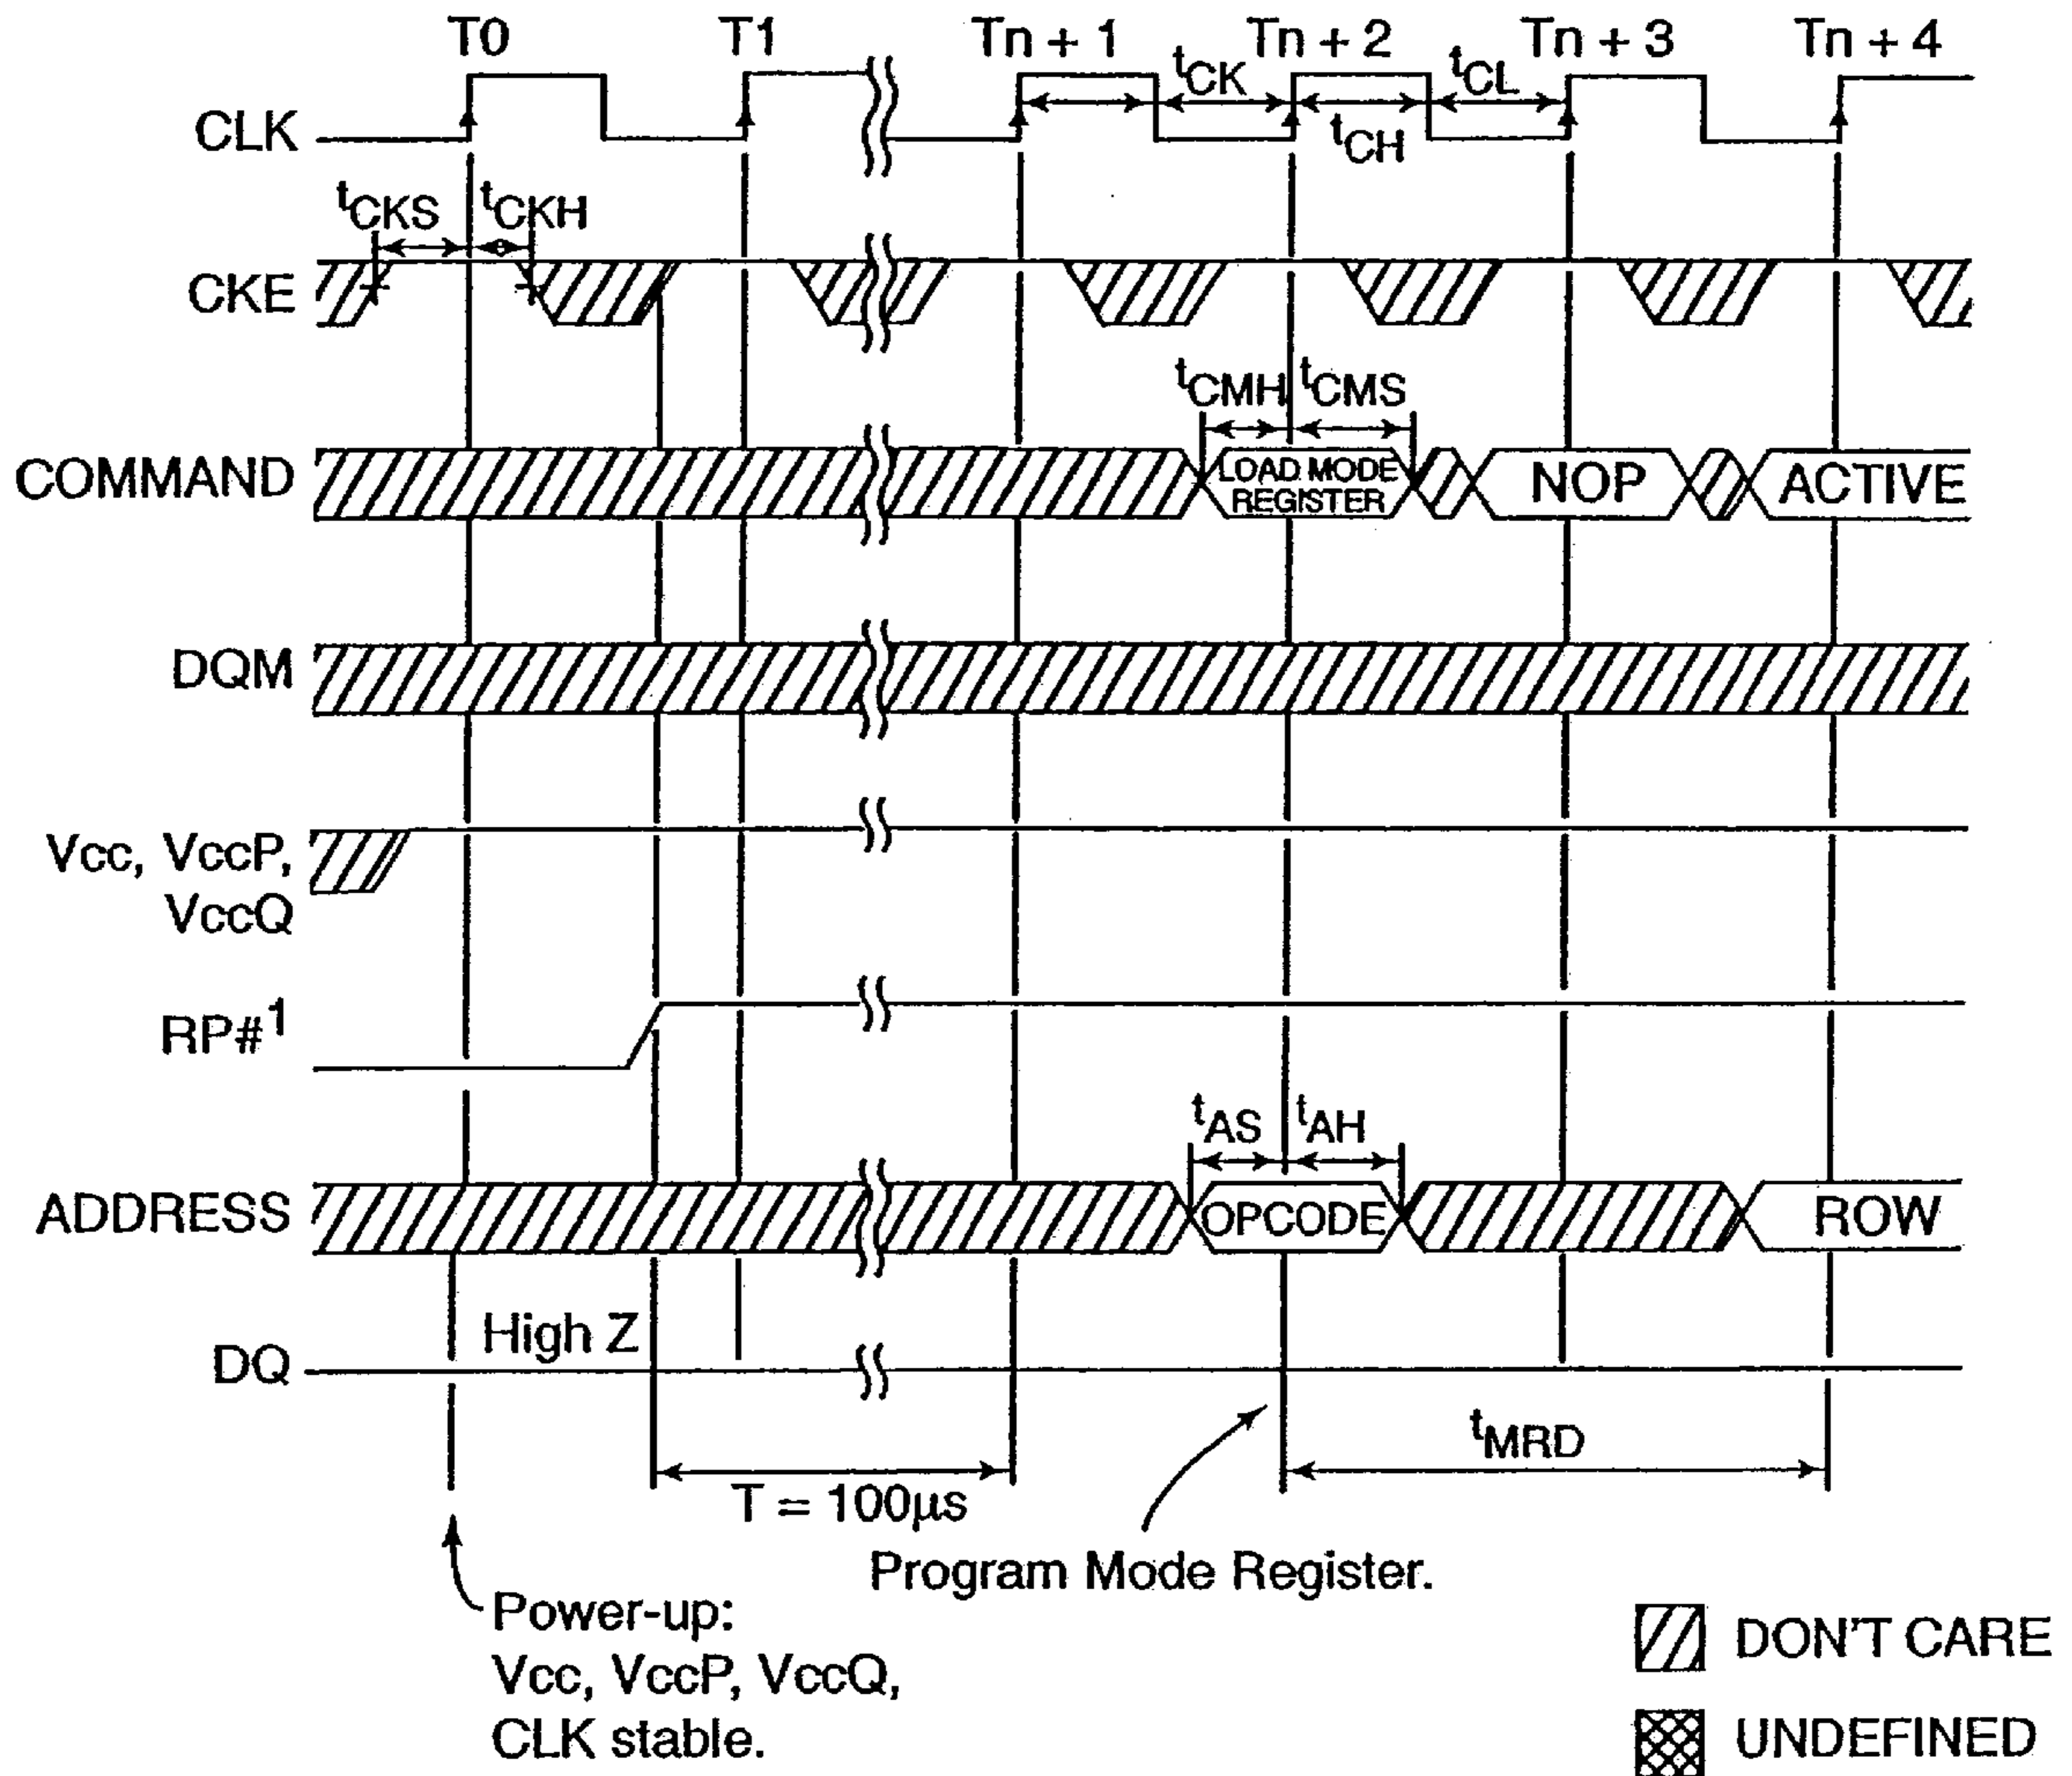 T0 T1 Tn + 1 Tn + 2 Tn + 3 Tn + 4
CLK
tCK
tCL
tCH
tCKS tCKH
CKE
tCMH tCMS
COMMAND
LOAD MODE
REGISTER
NOP
ACTIVE
DQM
Vcc, VccP,
VccQ
RP#1
tAS tAH
ADDRESS
OPCODE
ROW
High Z
DQ
tMRD
T = 100µs
Program Mode Register.
Power-up:
Vcc, VccP, VccQ,
CLK stable.
DON'T CARE
UNDEFINED